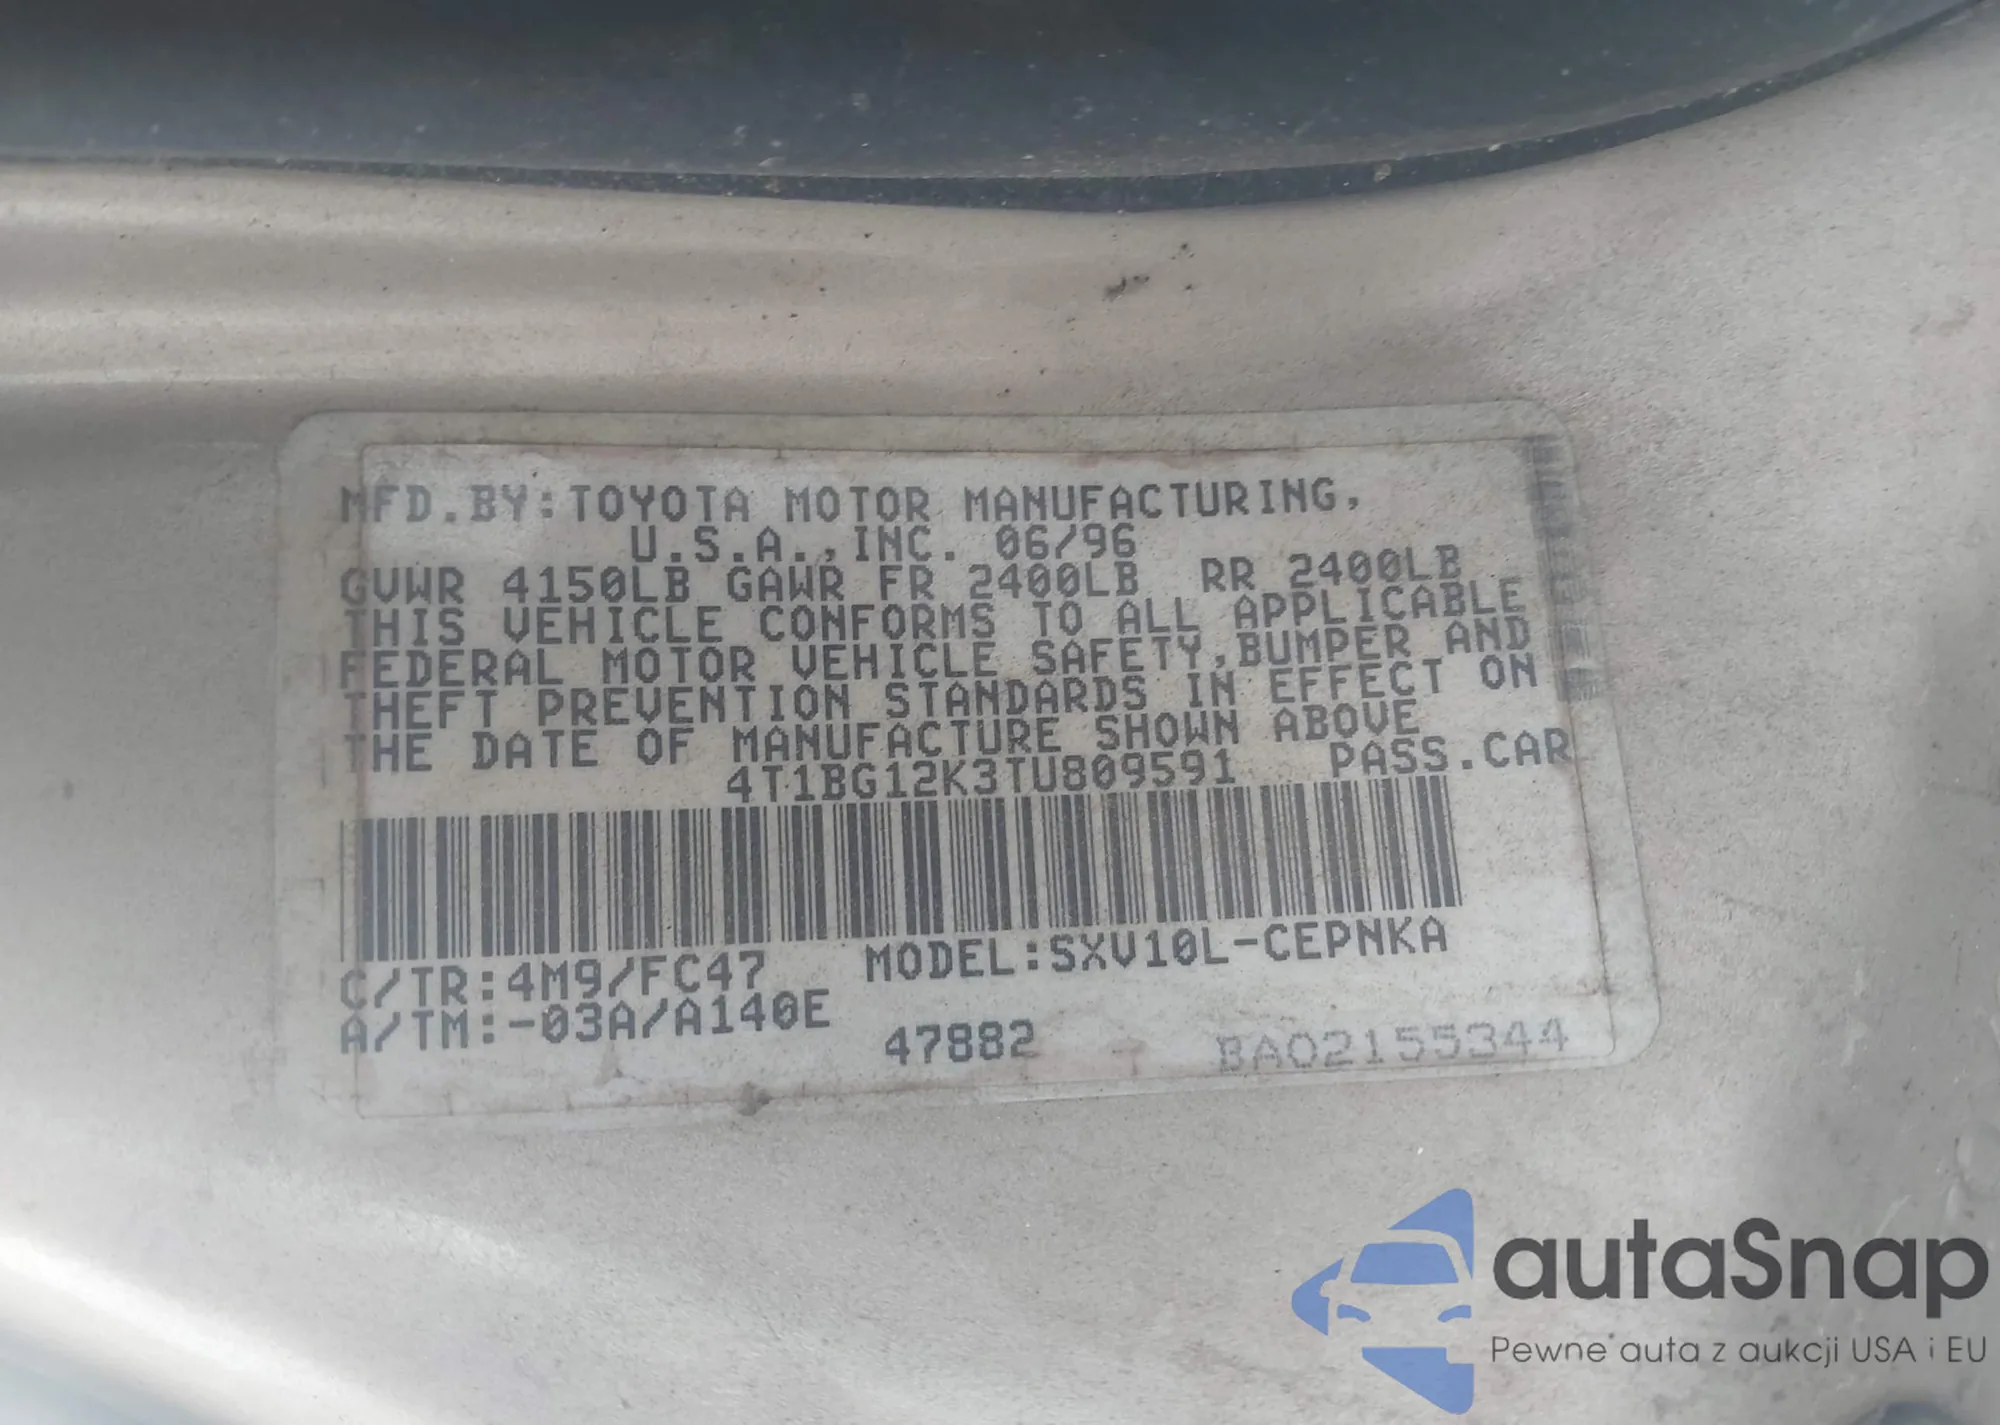 MFD.BY:TOYOTA MOTOR MANUFACTURING,
U.S.A.,INC. 06/96
GVWR 4150LB GAWR FR 2400LB RR 2400LB
THIS VEHICLE CONFORMS TO ALL APPLICABLE
FEDERAL MOTOR VEHICLE SAFETY,BUMPER AND
THEFT PREVENTION STANDARDS IN EFFECT ON
THE DATE OF MANUFACTURE SHOWN ABOVE
4T1BG12K3TU809591 PASS.CAR
C/TR:4M9/FC47 MODEL:SXV10L-CEPNKA
A/TM:-03A/A140E
47882 BA02155344
autaSnap
Pewne auta z aukcji USA i EU